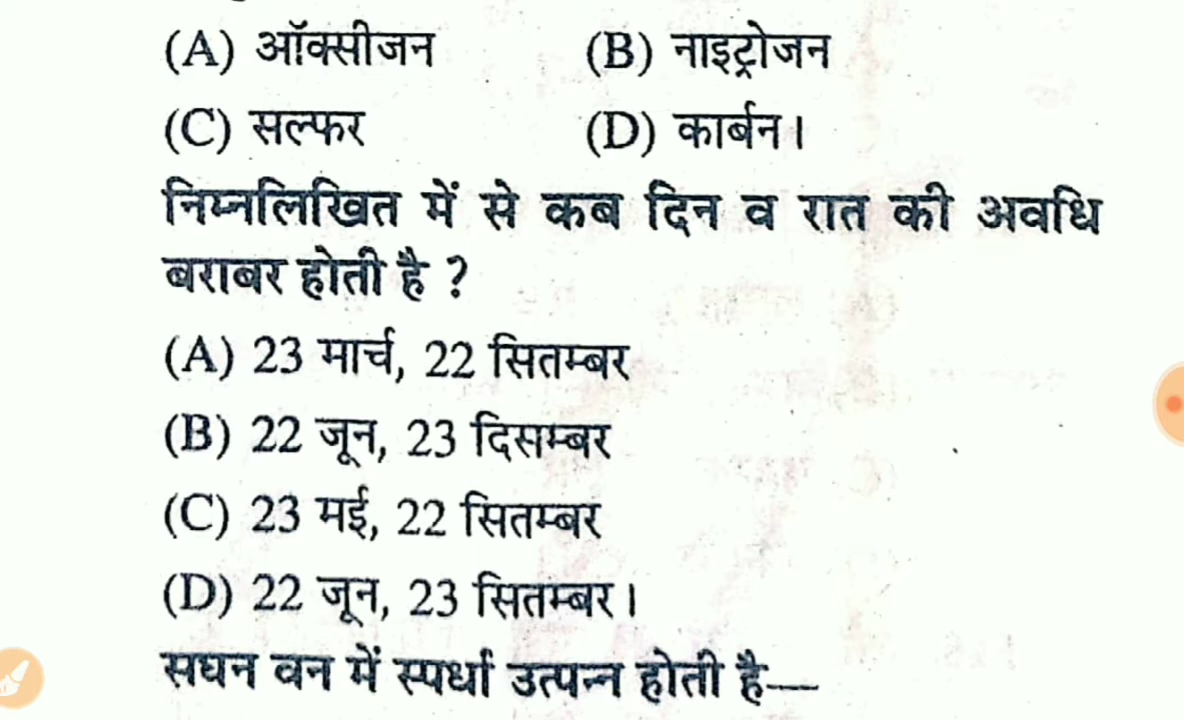 (A) ऑक्सीजन (B) नाइट्रोजन
(C) सल्फर (D) कार्बन।
निम्नलिखित में से कब दिन व रात की अवधि
बराबर होती है ?
(A) 23 मार्च, 22 सितम्बर
(B) 22 जून, 23 दिसम्बर
(C) 23 मई, 22 सितम्बर
(D) 22 जून, 23 सितम्बर।
सघन वन में स्पर्धा उत्पन्न होती है—